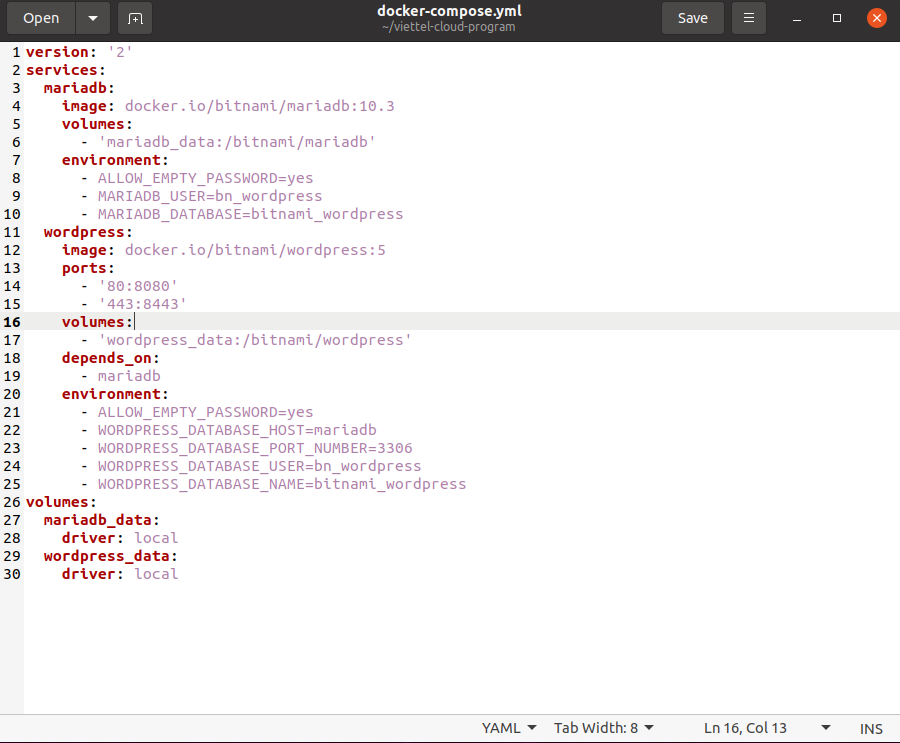 Open
docker-compose.yml
~/viettel-cloud-program
Save
1 version: '2'
2 services:
3   mariadb:
4     image: docker.io/bitnami/mariadb:10.3
5     volumes:
6       - 'mariadb_data:/bitnami/mariadb'
7     environment:
8       - ALLOW_EMPTY_PASSWORD=yes
9       - MARIADB_USER=bn_wordpress
10       - MARIADB_DATABASE=bitnami_wordpress
11   wordpress:
12     image: docker.io/bitnami/wordpress:5
13     ports:
14       - '80:8080'
15       - '443:8443'
16     volumes:
17       - 'wordpress_data:/bitnami/wordpress'
18     depends_on:
19       - mariadb
20     environment:
21       - ALLOW_EMPTY_PASSWORD=yes
22       - WORDPRESS_DATABASE_HOST=mariadb
23       - WORDPRESS_DATABASE_PORT_NUMBER=3306
24       - WORDPRESS_DATABASE_USER=bn_wordpress
25       - WORDPRESS_DATABASE_NAME=bitnami_wordpress
26 volumes:
27   mariadb_data:
28     driver: local
29   wordpress_data:
30     driver: local
YAML Tab Width: 8 Ln 16, Col 13 INS